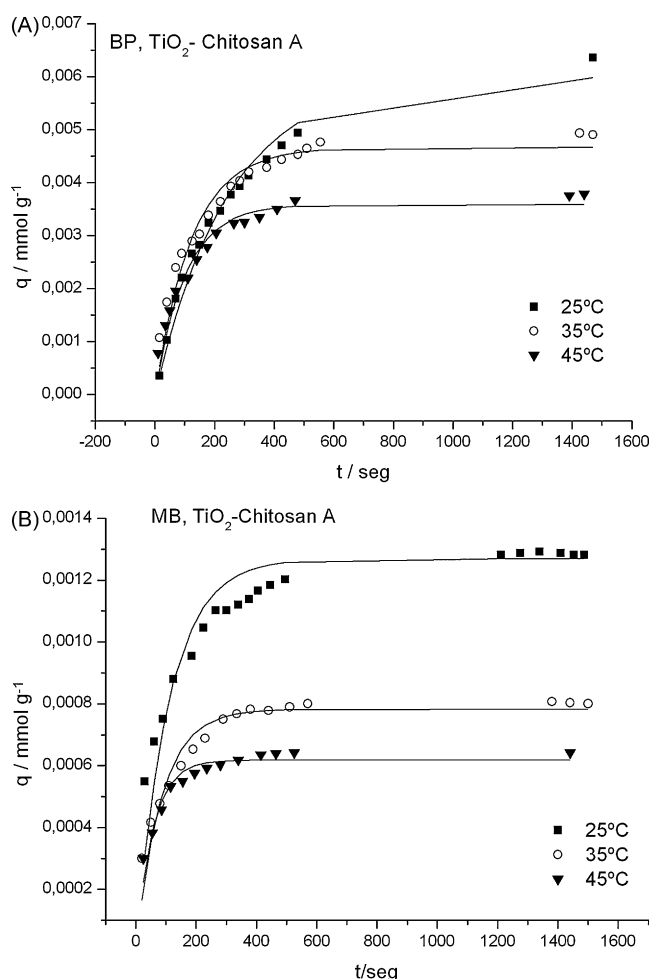 (A)
BP, TiO₂- Chitosan A
0,007
0,006
0,005
0,004
0,003
0,002
0,001
0,000
q / mmol g⁻¹
25ºC
35ºC
45ºC
-200 0 200 400 600 800 1000 1200 1400 1600
t / seg
(B)
MB, TiO₂-Chitosan A
0,0014
0,0012
0,0010
0,0008
0,0006
0,0004
0,0002
q / mmol g⁻¹
25ºC
35ºC
45ºC
0 200 400 600 800 1000 1200 1400 1600
t/seg